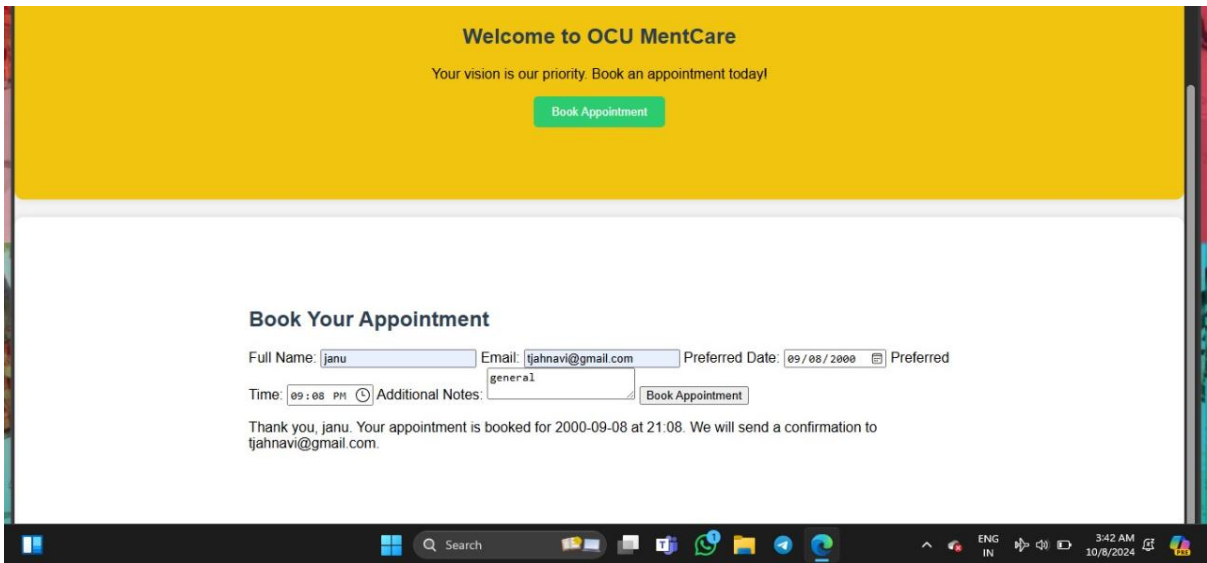 Welcome to OCU MentCare
Your vision is our priority. Book an appointment today!
Book Appointment
Book Your Appointment
Full Name: janu Email: tjahnavi@gmail.com Preferred Date: 09/08/2000 Preferred
Time: 09:08 PM Additional Notes: general Book Appointment
Thank you, janu. Your appointment is booked for 2000-09-08 at 21:08. We will send a confirmation to
tjahnavi@gmail.com.
Search
1
ENG
IN
3:42 AM
10/8/2024
PRE